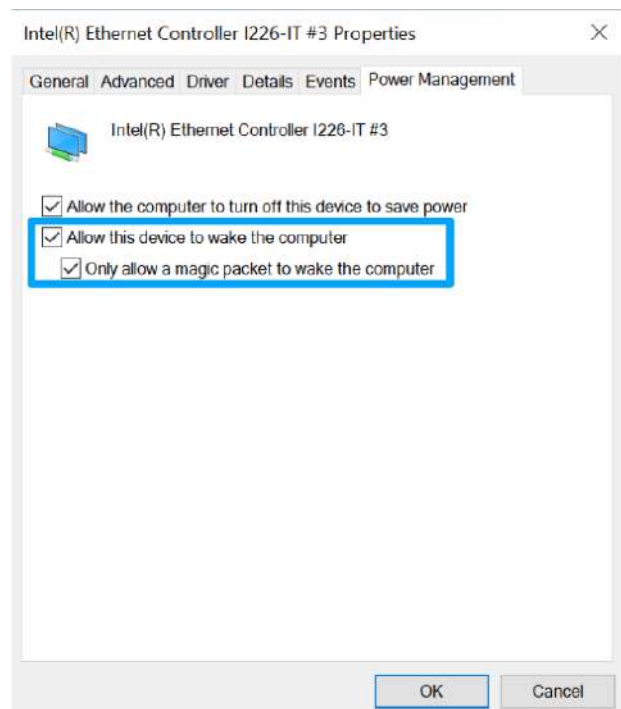 Intel(R) Ethernet Controller I226-IT #3 Properties
General Advanced Driver Details Events Power Management
Intel(R) Ethernet Controller I226-IT #3
Allow the computer to turn off this device to save power
Allow this device to wake the computer
Only allow a magic packet to wake the computer
OK Cancel